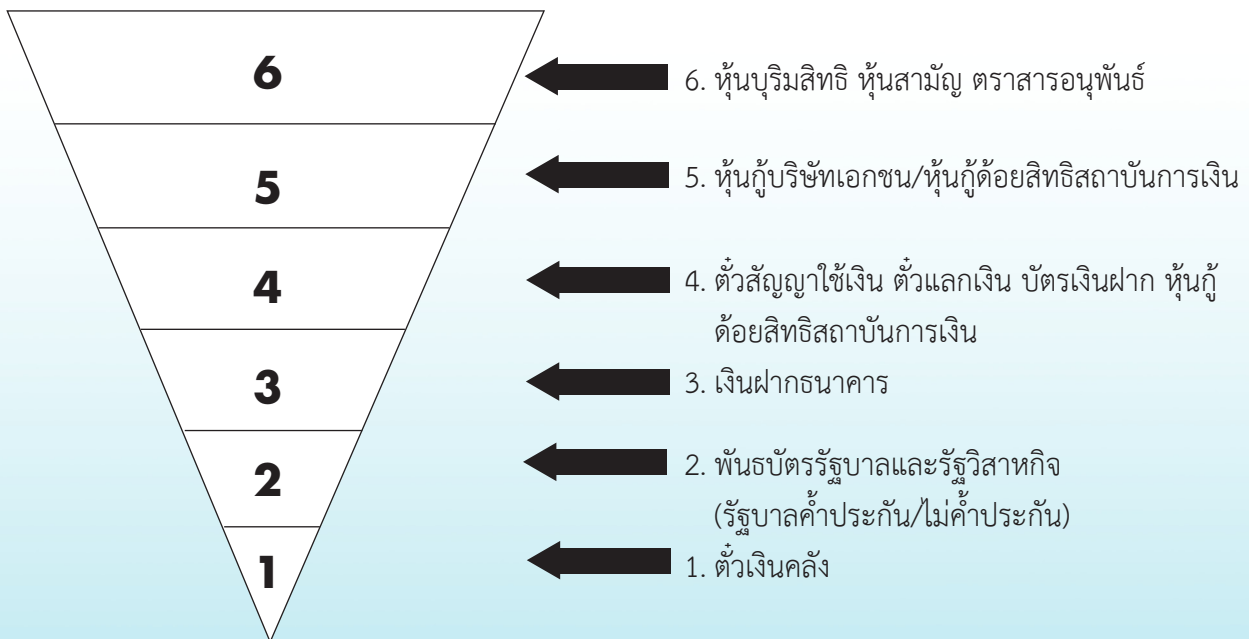 6
6. หุ้นบุริมสิทธิ หุ้นสามัญ ตราสารอนุพันธ์
5
5. หุ้นกู้บริษัทเอกชน/หุ้นกู้ด้อยสิทธิสถาบันการเงิน
4
4. ตั๋วสัญญาใช้เงิน ตั๋วแลกเงิน บัตรเงินฝาก หุ้นกู้
ด้อยสิทธิสถาบันการเงิน
3
3. เงินฝากธนาคาร
2
2. พันธบัตรรัฐบาลและรัฐวิสาหกิจ
(รัฐบาลค้ำประกัน/ไม่ค้ำประกัน)
1
1. ตั๋วเงินคลัง